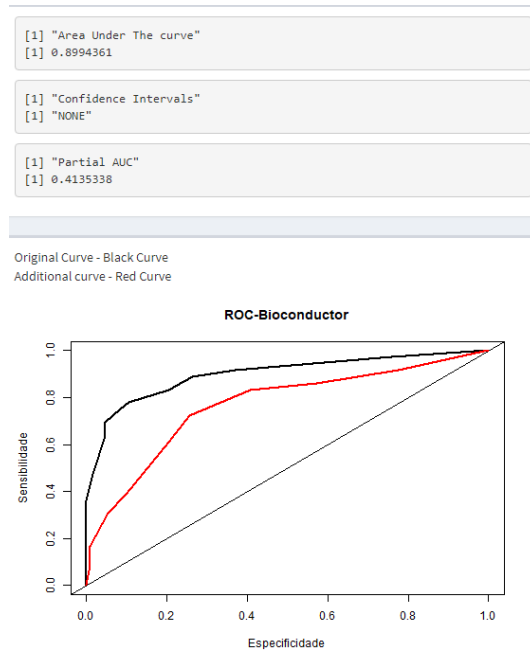 [1] "Area Under The curve"
[1] 0.8994361
[1] "Confidence Intervals"
[1] "NONE"
[1] "Partial AUC"
[1] 0.4135338
Original Curve - Black Curve
Additional curve - Red Curve
ROC-Bioconductor
Sensibilidade
1.0
0.8
0.6
0.4
0.2
0.0
0.0 0.2 0.4 0.6 0.8 1.0
Especificidade